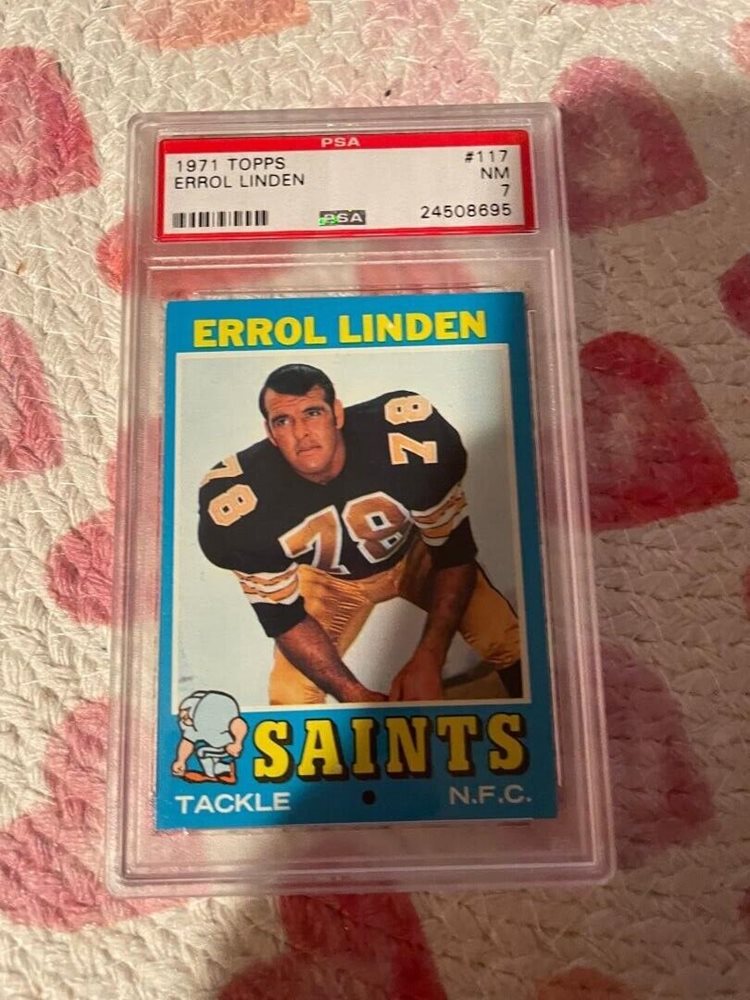 PSA
1971 TOPPS #117
ERROL LINDEN NM
7
PSA 24508695
ERROL LINDEN
78
78
78
SAINTS
TACKLE N.F.C.